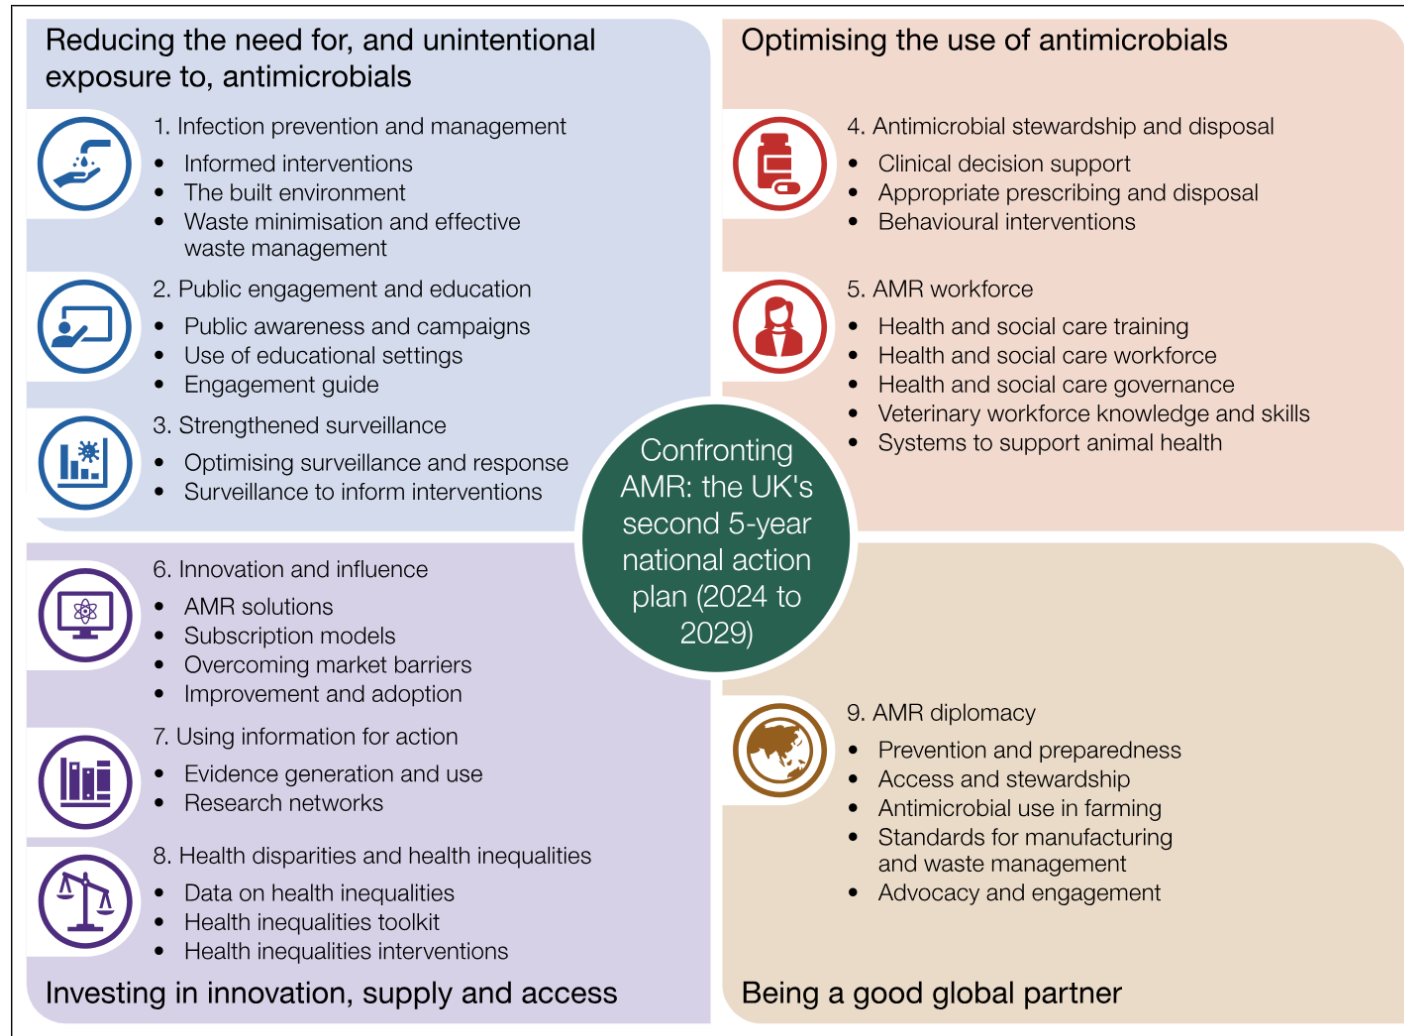 Reducing the need for, and unintentional
exposure to, antimicrobials
1. Infection prevention and management
• Informed interventions
• The built environment
• Waste minimisation and effective
waste management
2. Public engagement and education
• Public awareness and campaigns
• Use of educational settings
• Engagement guide
3. Strengthened surveillance
• Optimising surveillance and response
• Surveillance to inform interventions
Optimising the use of antimicrobials
4. Antimicrobial stewardship and disposal
• Clinical decision support
• Appropriate prescribing and disposal
• Behavioural interventions
5. AMR workforce
• Health and social care training
• Health and social care workforce
• Health and social care governance
• Veterinary workforce knowledge and skills
• Systems to support animal health
Confronting
AMR: the UK's
second 5-year
national action
plan (2024 to
2029)
6. Innovation and influence
• AMR solutions
• Subscription models
• Overcoming market barriers
• Improvement and adoption
7. Using information for action
• Evidence generation and use
• Research networks
8. Health disparities and health inequalities
• Data on health inequalities
• Health inequalities toolkit
• Health inequalities interventions
Investing in innovation, supply and access
9. AMR diplomacy
• Prevention and preparedness
• Access and stewardship
• Antimicrobial use in farming
• Standards for manufacturing
and waste management
• Advocacy and engagement
Being a good global partner